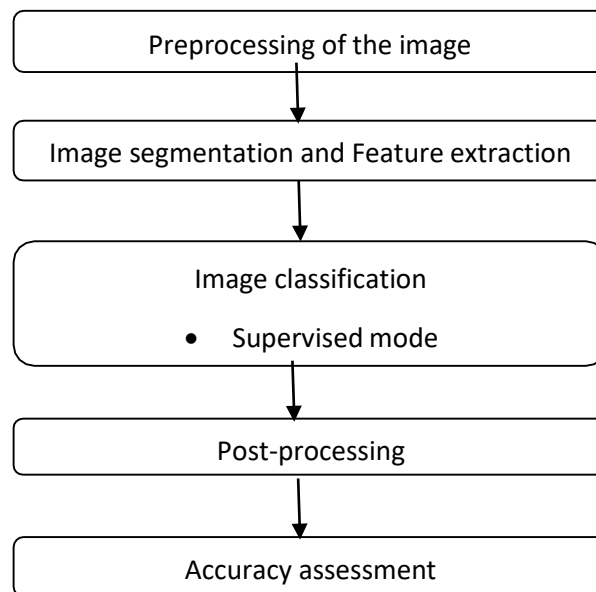 Preprocessing of the image
Image segmentation and Feature extraction
Image classification
• Supervised mode
Post-processing
Accuracy assessment